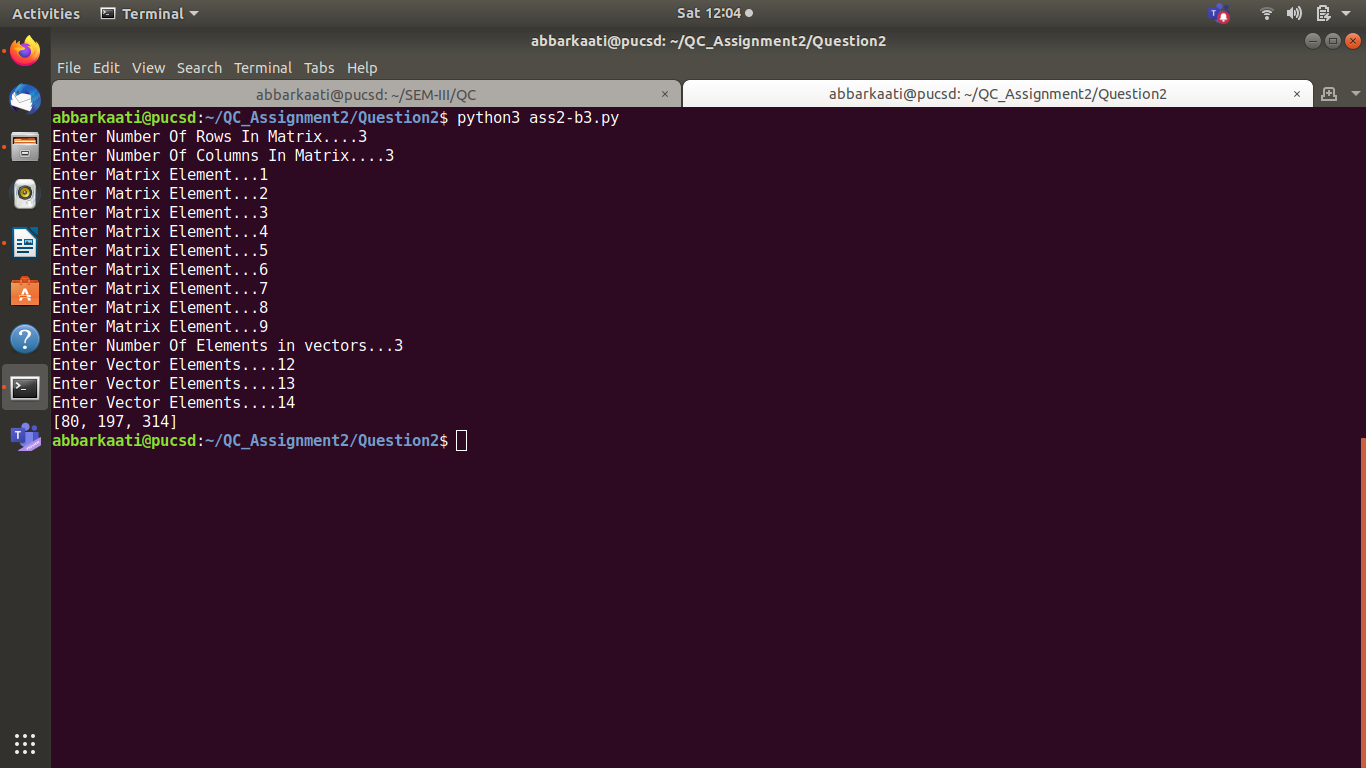 Activities Terminal Sat 12:04
abbarkaati@pucsd: ~/QC_Assignment2/Question2
File Edit View Search Terminal Tabs Help
abbarkaati@pucsd: ~/SEM-III/QC × abbarkaati@pucsd: ~/QC_Assignment2/Question2 ×
abbarkaati@pucsd:~/QC_Assignment2/Question2$ python3 ass2-b3.py
Enter Number Of Rows In Matrix....3
Enter Number Of Columns In Matrix....3
Enter Matrix Element...1
Enter Matrix Element...2
Enter Matrix Element...3
Enter Matrix Element...4
Enter Matrix Element...5
Enter Matrix Element...6
Enter Matrix Element...7
Enter Matrix Element...8
Enter Matrix Element...9
Enter Number Of Elements in vectors...3
Enter Vector Elements....12
Enter Vector Elements....13
Enter Vector Elements....14
[80, 197, 314]
abbarkaati@pucsd:~/QC_Assignment2/Question2$